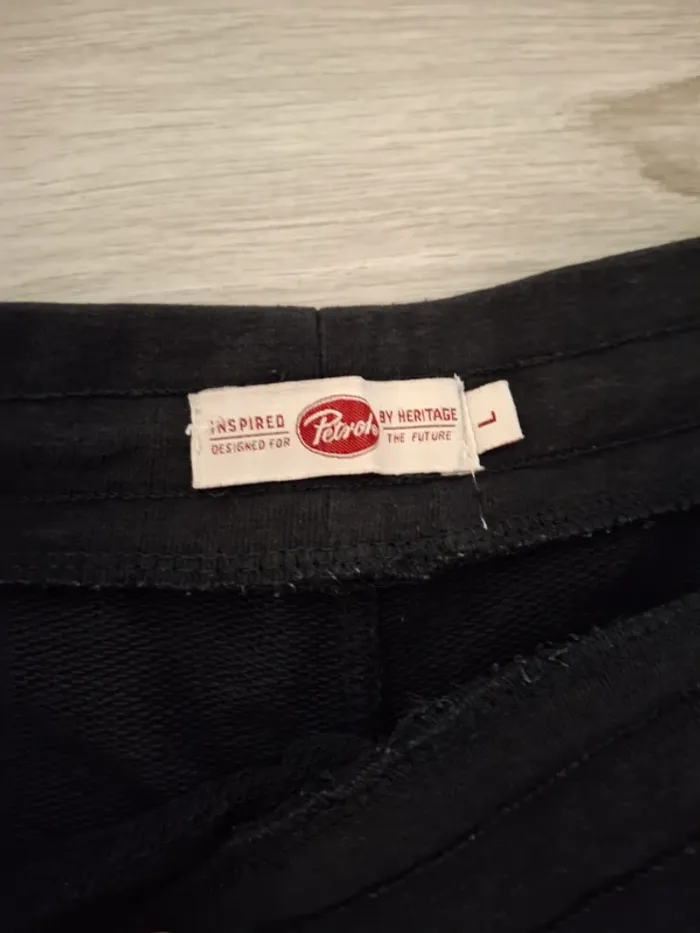 INSPIRED Petrol BY HERITAGE
DESIGNED FOR THE FUTURE
L